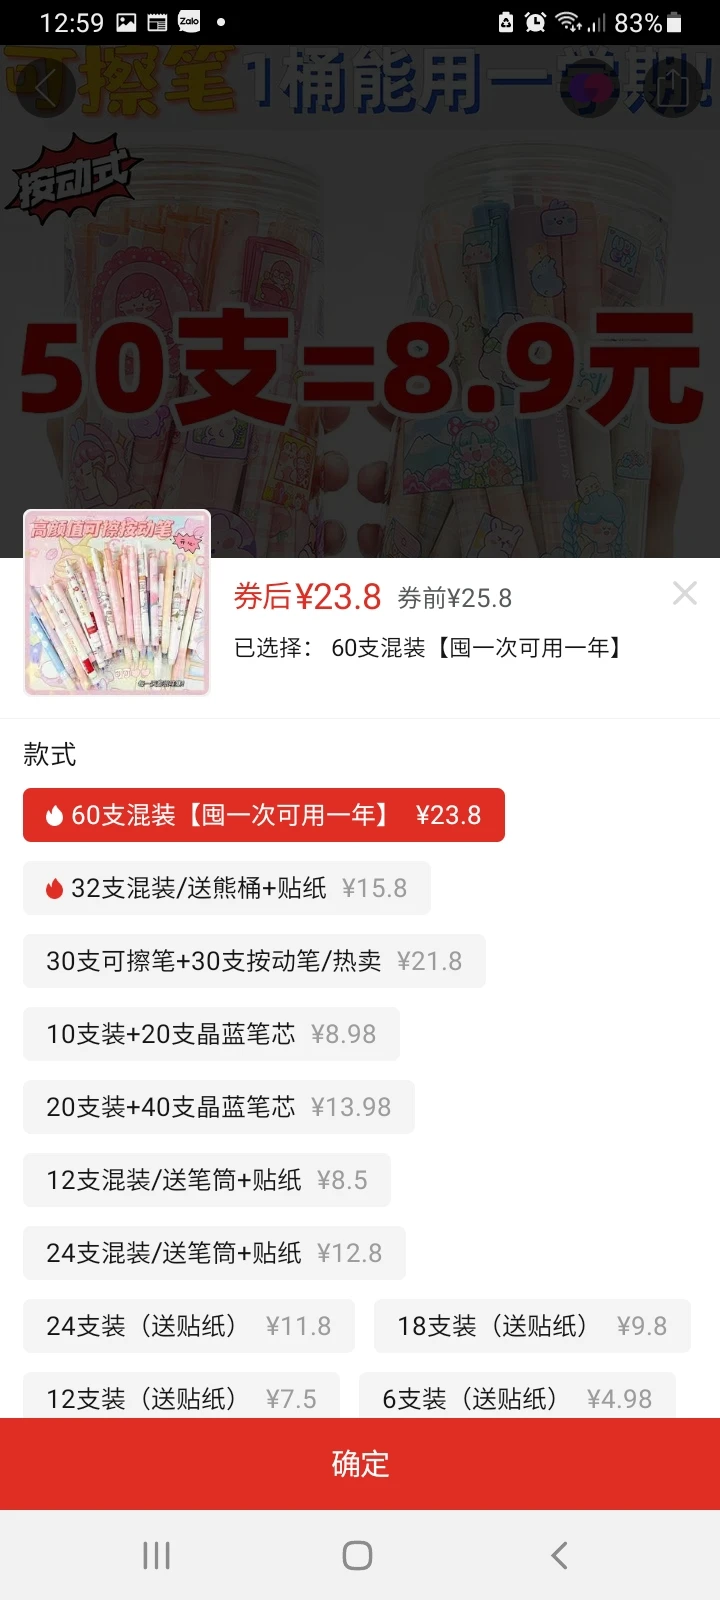 12:59
Zalo
83%
可擦笔1桶能用一学期!
按动式
50支=8.9元
高颜值可擦按动笔
券后¥23.8 券前¥25.8
已选择： 60支混装【囤一次可用一年】
款式
60支混装【囤一次可用一年】 ¥23.8
32支混装/送熊桶+贴纸 ¥15.8
30支可擦笔+30支按动笔/热卖 ¥21.8
10支装+20支晶蓝笔芯 ¥8.98
20支装+40支晶蓝笔芯 ¥13.98
12支混装/送笔筒+贴纸 ¥8.5
24支混装/送笔筒+贴纸 ¥12.8
24支装（送贴纸） ¥11.8 18支装（送贴纸） ¥9.8
12支装（送贴纸） ¥7.5 6支装（送贴纸） ¥4.98
确定